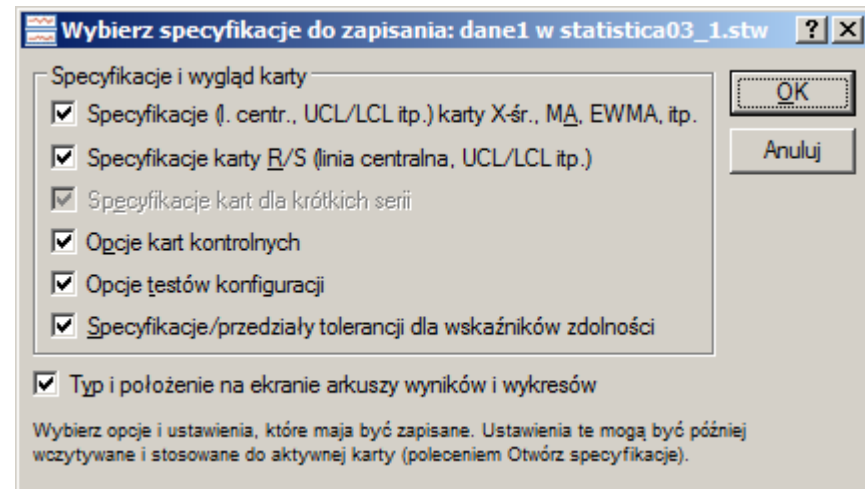 Wybierz specyfikacje do zapisania: dane1 w statistica03_1.stw
Specyfikacje i wygląd karty
Specyfikacje (l. centr., UCL/LCL itp.) karty X-śr., MA, EWMA, itp.
Specyfikacje karty R/S (linia centralna, UCL/LCL itp.)
Specyfikacje kart dla krótkich serii
Opcje kart kontrolnych
Opcje testów konfiguracji
Specyfikacje/przedziały tolerancji dla wskaźników zdolności
OK
Anuluj
Typ i położenie na ekranie arkuszy wyników i wykresów
Wybierz opcje i ustawienia, które maja być zapisane. Ustawienia te mogą być później
wczytywane i stosowane do aktywnej karty (poleceniem Otwórz specyfikacje).